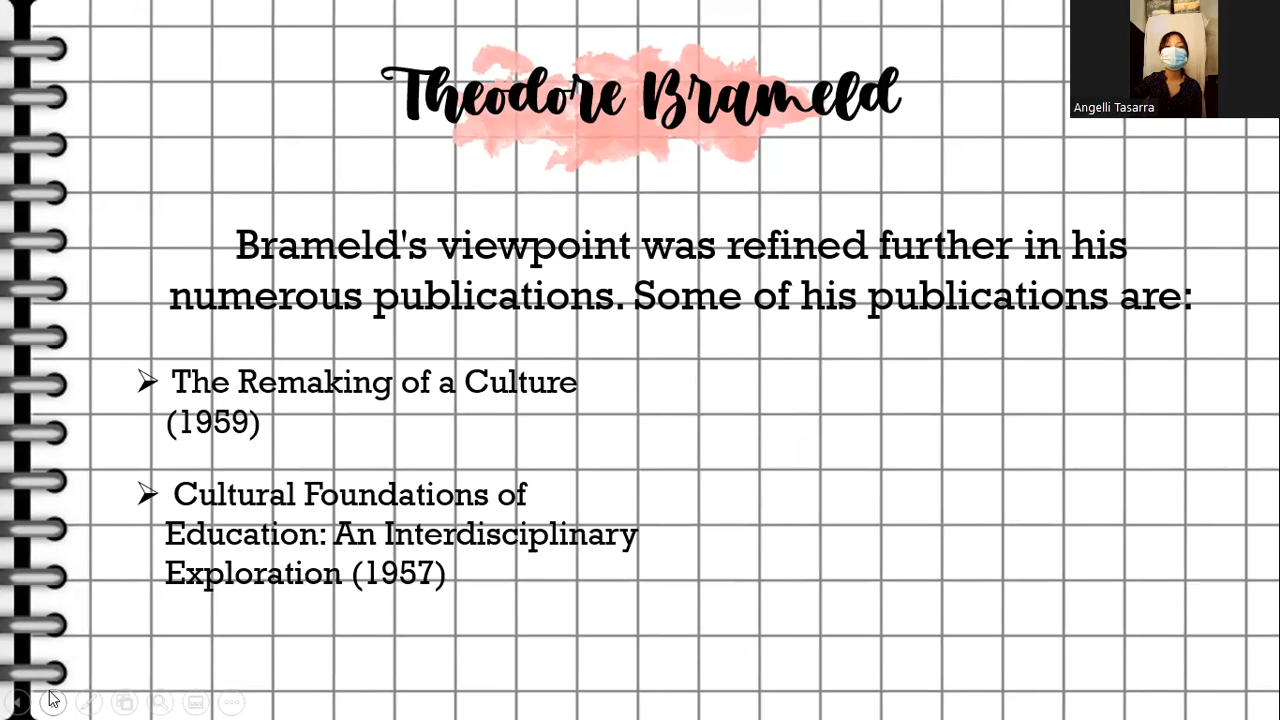 Theodore Brameld
Angelli Tasarra
Brameld's viewpoint was refined further in his
numerous publications. Some of his publications are:
➢ The Remaking of a Culture
(1959)
➢ Cultural Foundations of
Education: An Interdisciplinary
Exploration (1957)